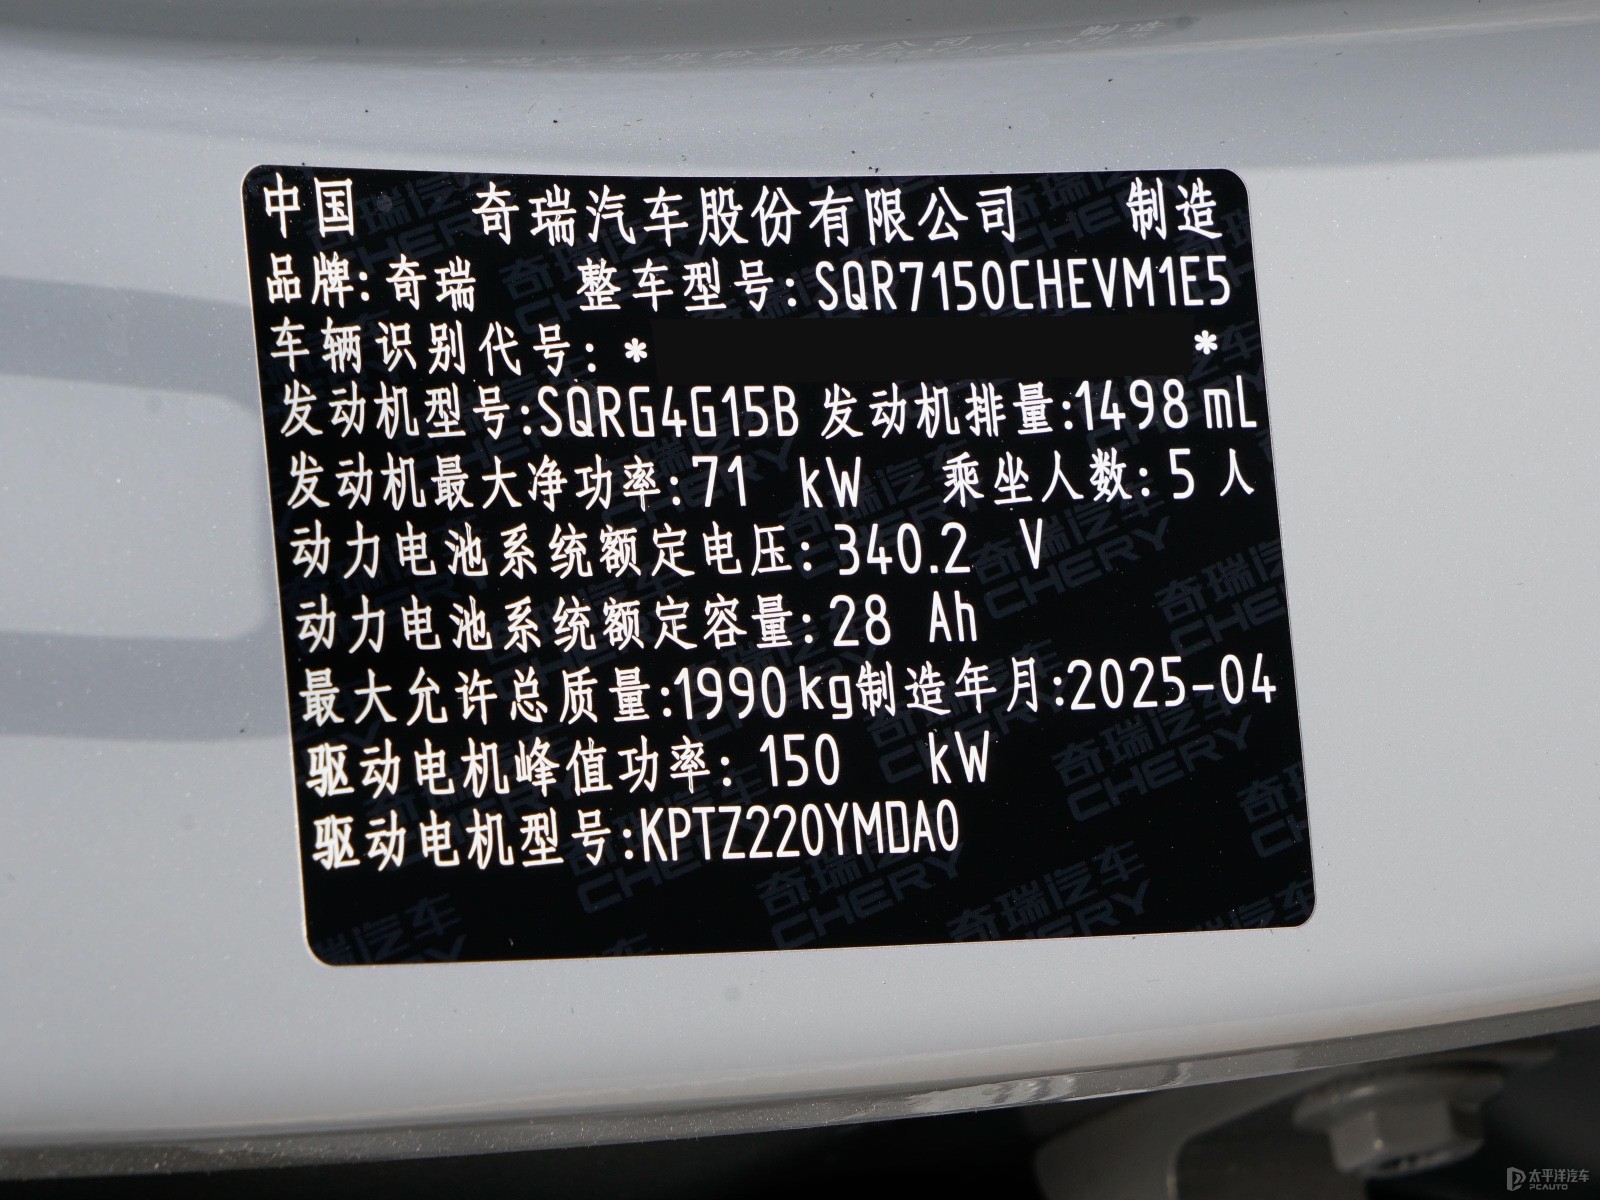 中国 奇瑞汽车股份有限公司 制造
品牌:奇瑞 整车型号:SQR7150CHEVM1E5
车辆识别代号:* *
发动机型号:SQRG4G15B 发动机排量:1498mL
发动机最大净功率:71 kW 乘坐人数:5人
动力电池系统额定电压:340.2 V
动力电池系统额定容量:28 Ah
最大允许总质量:1990kg制造年月:2025-04
驱动电机峰值功率:150 kW
驱动电机型号:KPTZ220YMDA0
太平洋汽车
PCAUTO